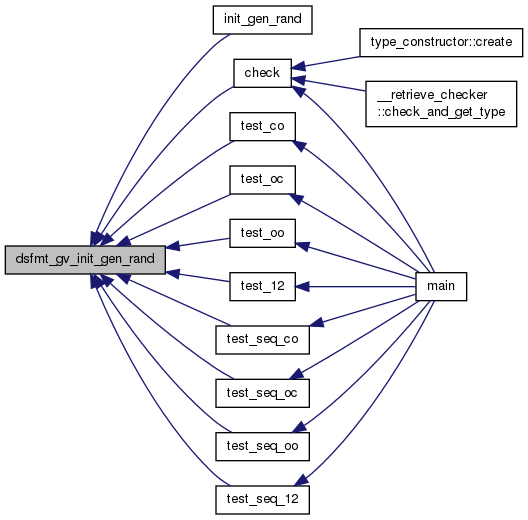 init_gen_rand
type_constructor::create
check
__retrieve_checker
::check_and_get_type
test_co
test_oc
test_oo
dsfmt_gv_init_gen_rand
test_12
main
test_seq_co
test_seq_oc
test_seq_oo
test_seq_12